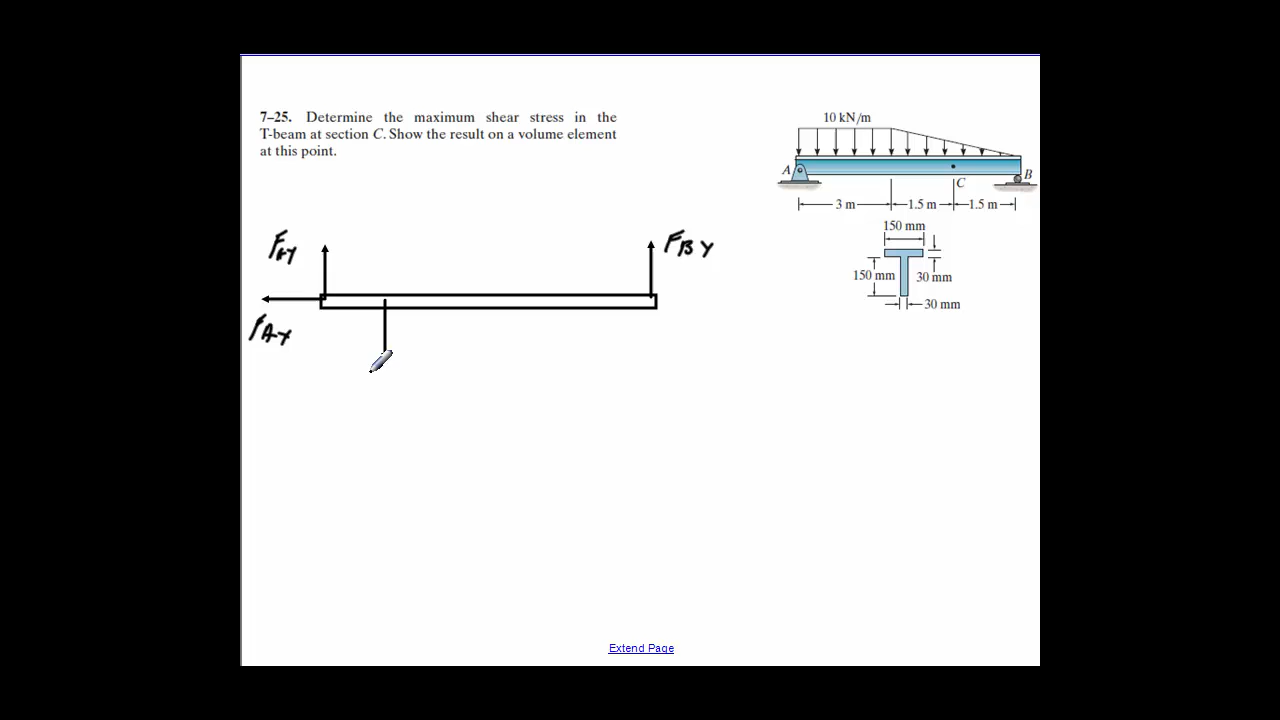 7–25. Determine the maximum shear stress in the
T-beam at section C. Show the result on a volume element
at this point.
10 kN/m
A
C
B
3 m
1.5 m
1.5 m
150 mm
150 mm
30 mm
30 mm
FAY
FBY
FAX
Extend Page